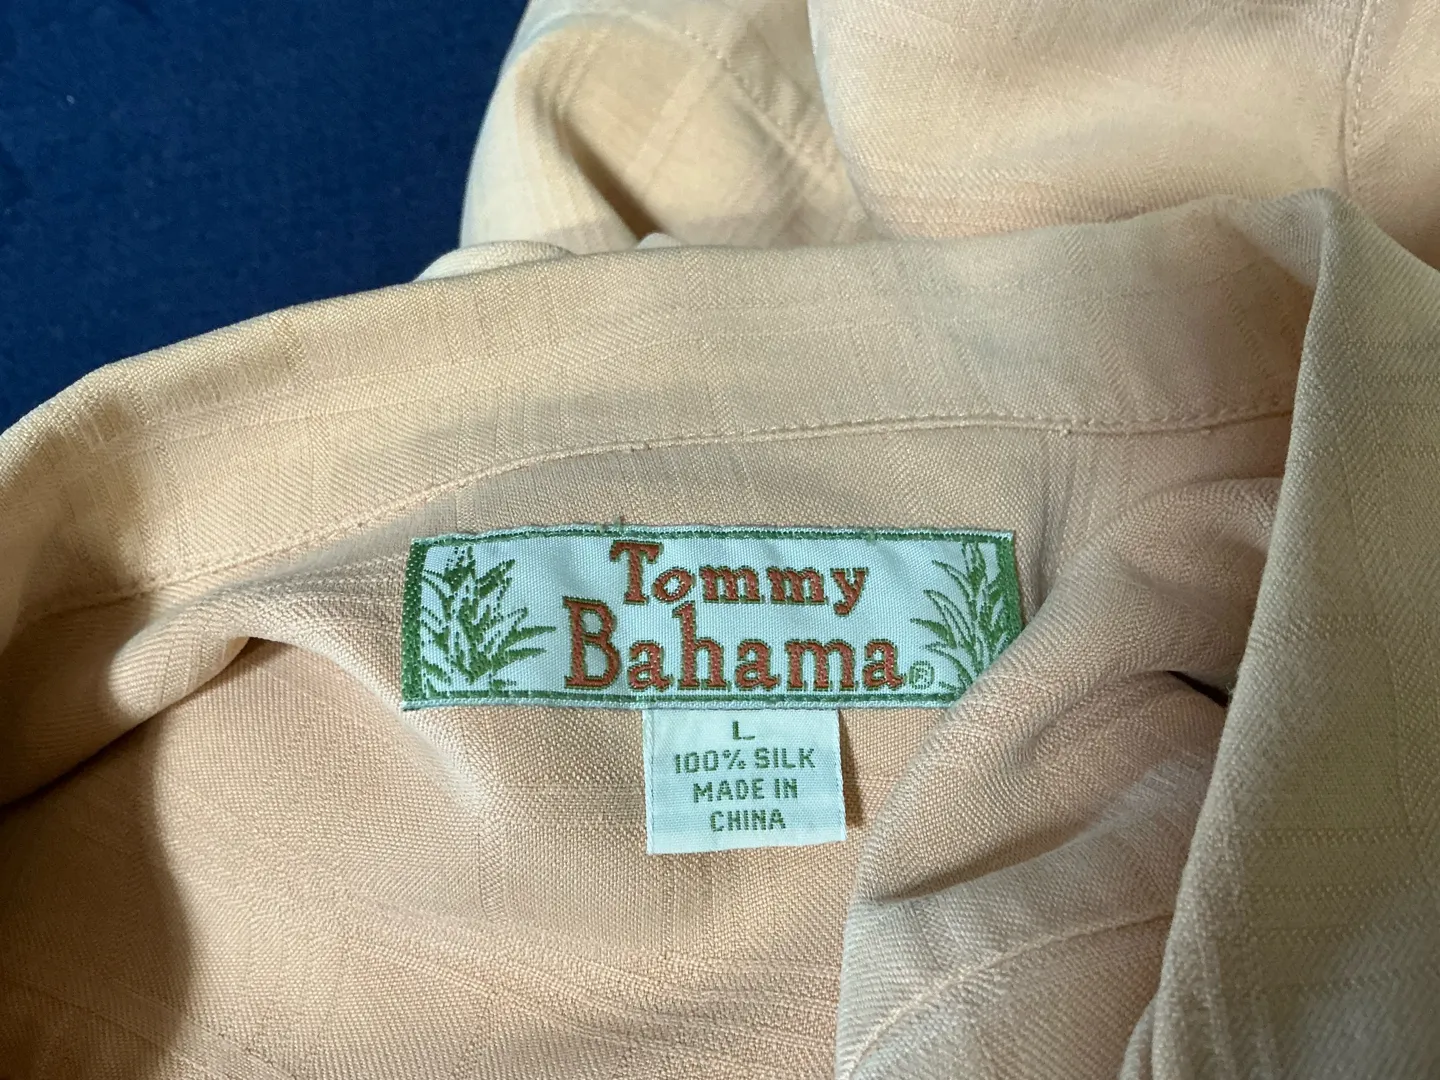 Tommy
Bahama®
L
100% SILK
MADE IN
CHINA